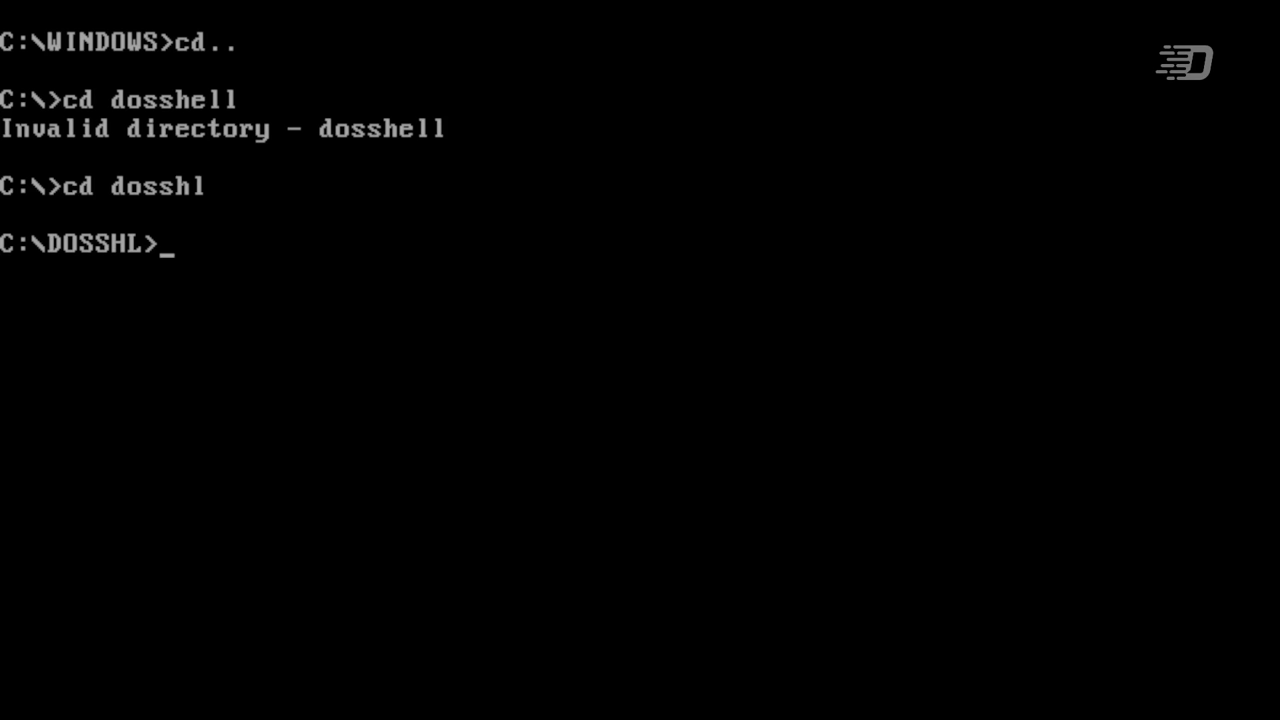 C:\WINDOWS>cd..
C:\>cd dosshell
Invalid directory - dosshell
C:\>cd dosshl
C:\DOSSHL>_
D